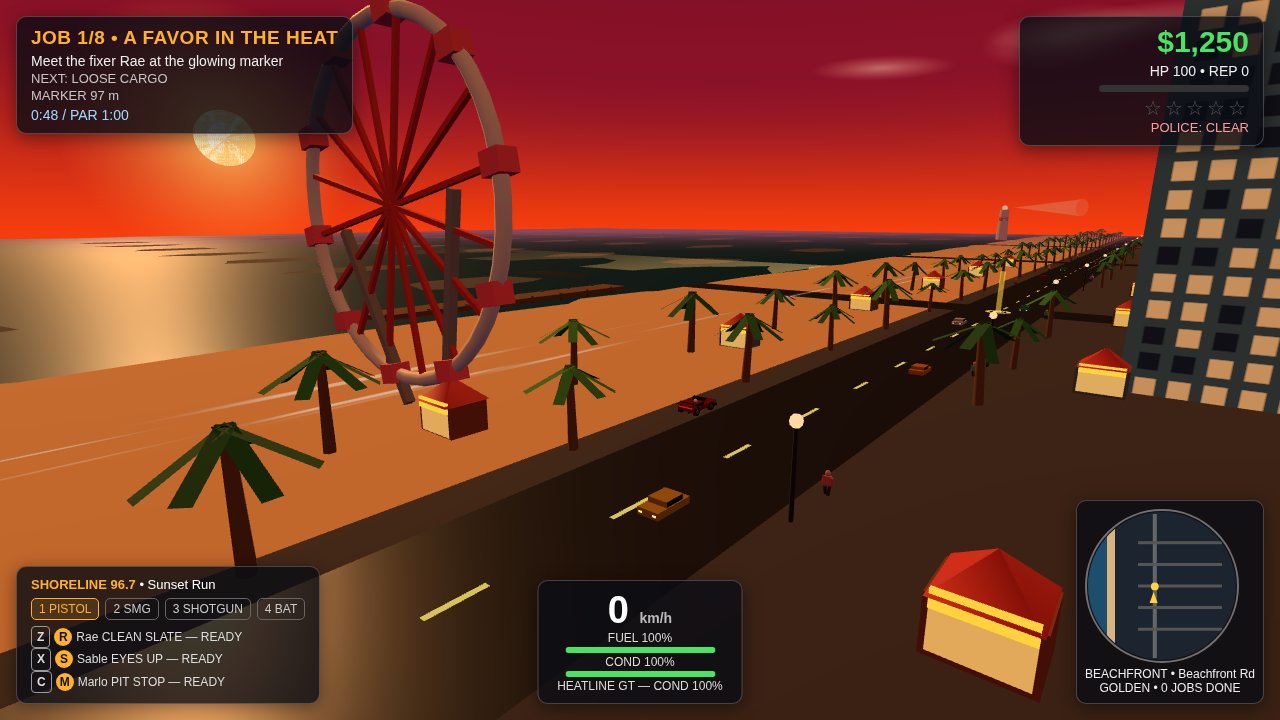 JOB 1/8 • A FAVOR IN THE HEAT
Meet the fixer Rae at the glowing marker
NEXT: LOOSE CARGO
MARKER 97 m
0:48 / PAR 1:00
$1,250
HP 100 • REP 0
☆☆☆☆☆
POLICE: CLEAR
SHORELINE 96.7 • Sunset Run
1 PISTOL 2 SMG 3 SHOTGUN 4 BAT
Z R Rae CLEAN SLATE — READY
X S Sable EYES UP — READY
C M Marlo PIT STOP — READY
0 km/h
FUEL 100%
COND 100%
HEATLINE GT — COND 100%
BEACHFRONT • Beachfront Rd
GOLDEN • 0 JOBS DONE